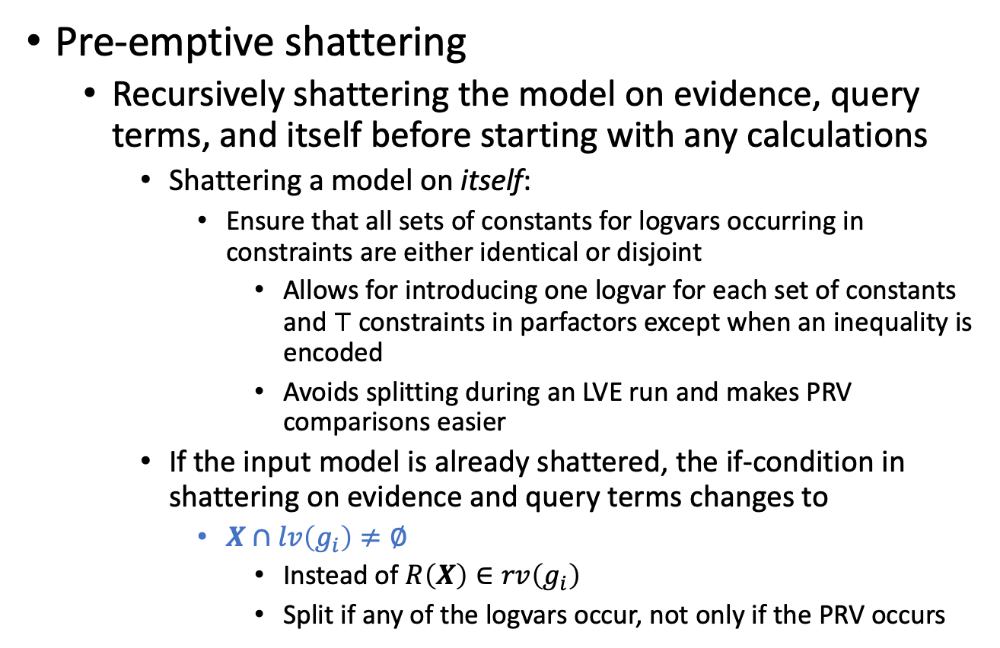 • Pre-emptive shattering
• Recursively shattering the model on evidence, query
terms, and itself before starting with any calculations
• Shattering a model on itself:
• Ensure that all sets of constants for logvars occurring in
constraints are either identical or disjoint
• Allows for introducing one logvar for each set of constants
and ⊤ constraints in parfactors except when an inequality is
encoded
• Avoids splitting during an LVE run and makes PRV
comparisons easier
• If the input model is already shattered, the if-condition in
shattering on evidence and query terms changes to
• X ∩ lv(gᵢ) ≠ ∅
• Instead of R(X) ∈ rv(gᵢ)
• Split if any of the logvars occur, not only if the PRV occurs